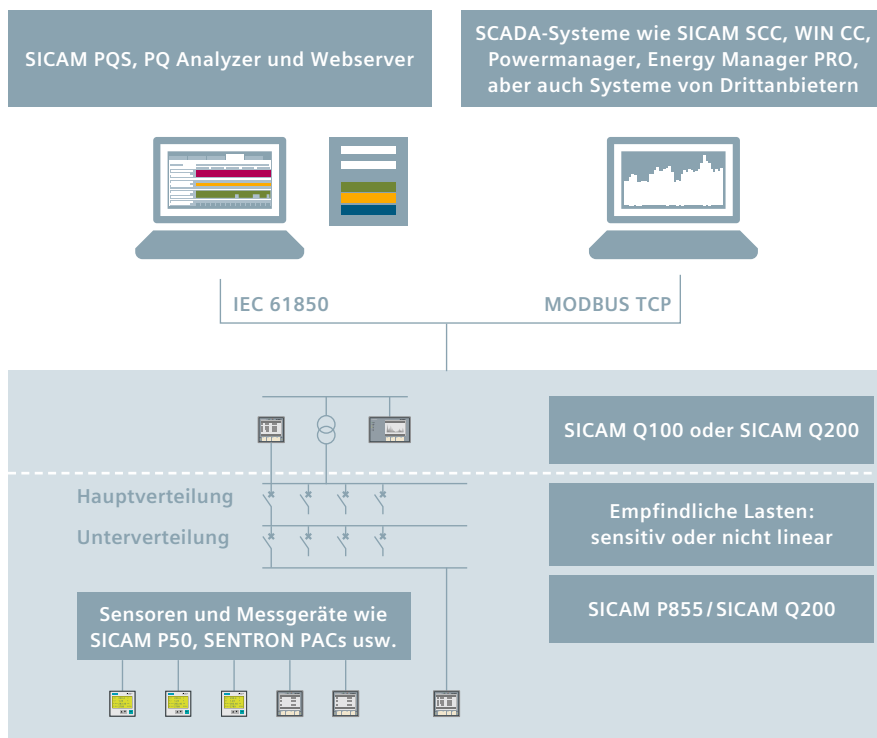 SICAM PQS, PQ Analyzer und Webserver
SCADA-Systeme wie SICAM SCC, WIN CC,
Powermanager, Energy Manager PRO,
aber auch Systeme von Drittanbietern
IEC 61850
MODBUS TCP
SICAM Q100 oder SICAM Q200
Hauptverteilung
Unterverteilung
Empfindliche Lasten:
sensitiv oder nicht linear
SICAM P855/SICAM Q200
Sensoren und Messgeräte wie
SICAM P50, SENTRON PACs usw.